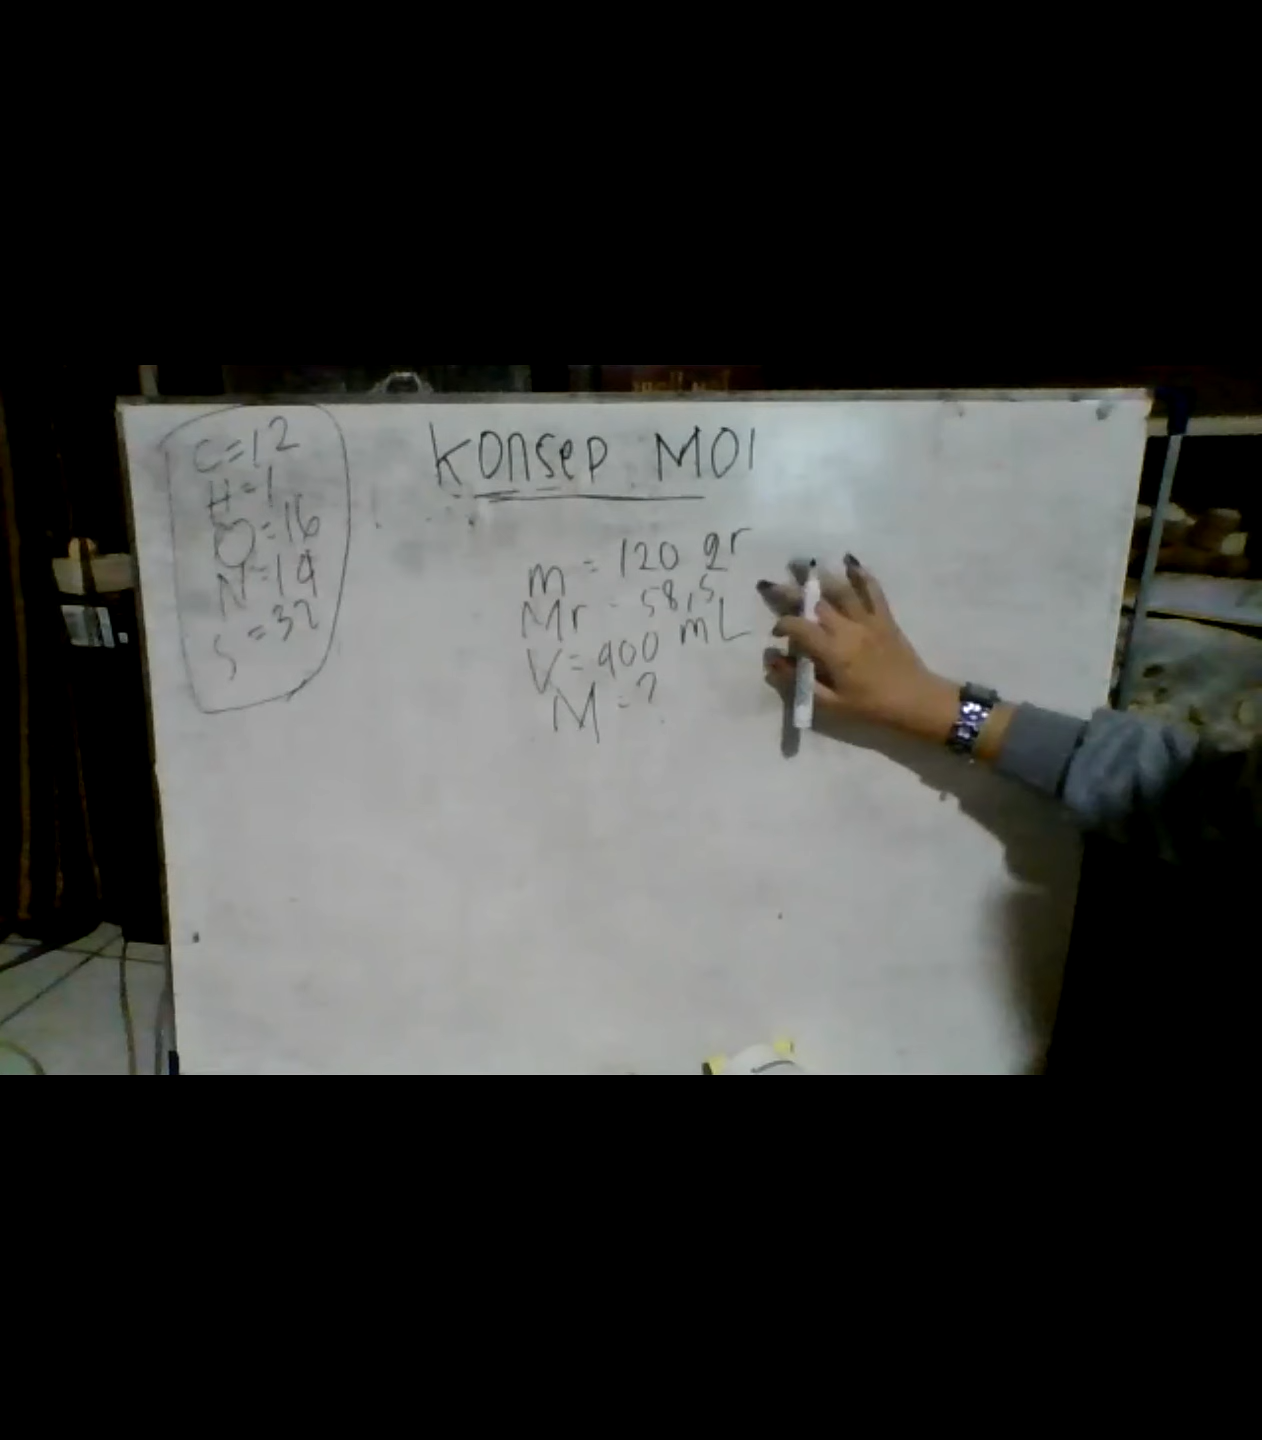 C=12
H=1
O=16
N=14
S=32
Konsep MOl
m = 120 gr
Mr = 58,5
V = 900 mL
M = ?